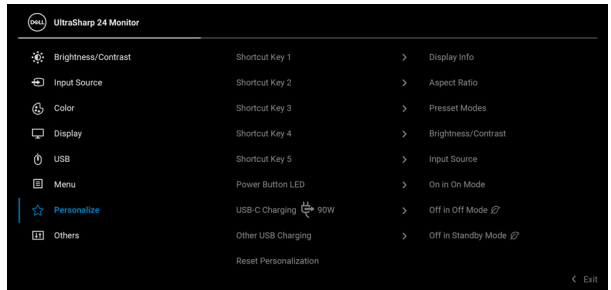 DELL UltraSharp 24 Monitor
Brightness/Contrast Shortcut Key 1 > Display Info
Input Source Shortcut Key 2 > Aspect Ratio
Color Shortcut Key 3 > Presset Modes
Display Shortcut Key 4 > Brightness/Contrast
USB Shortcut Key 5 > Input Source
Menu Power Button LED > On in On Mode
Personalize USB-C Charging 90W > Off in Off Mode
Others Other USB Charging > Off in Standby Mode
Reset Personalization
< Exit